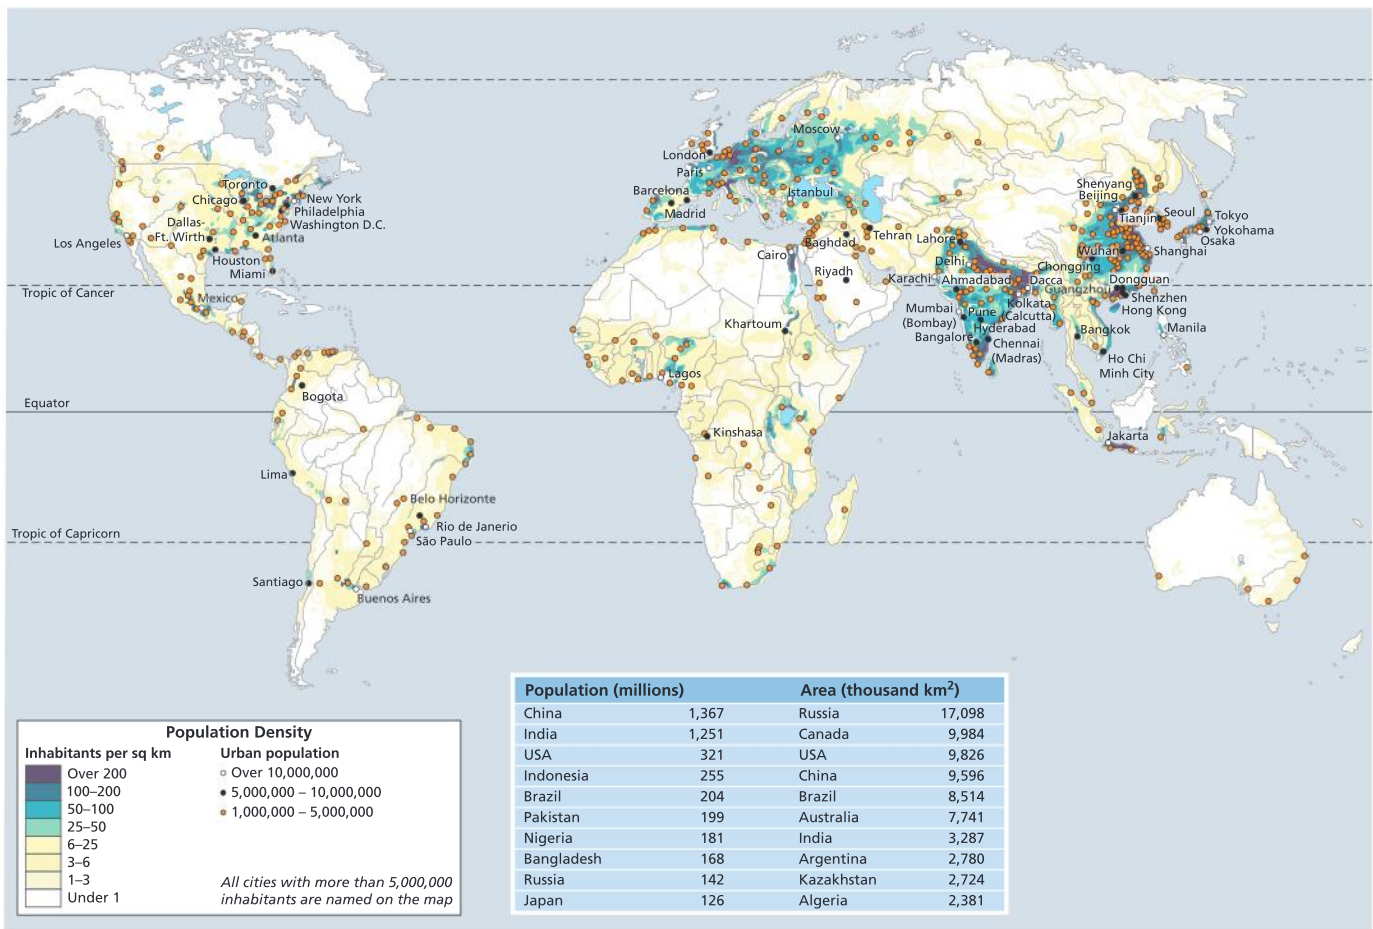 Moscow
London
Paris
Barcelona
Madrid
Istanbul
Toronto
Chicago
New York
Philadelphia
Washington D.C.
Dallas-
Ft. Wirth
Los Angeles
Atlanta
Houston
Miami
Shenyang
Beijing
Tianjin
Seoul
Tokyo
Yokohama
Osaka
Baghdad
Tehran
Lahore
Wuhan
Shanghai
Cairo
Riyadh
Delhi
Chongging
Karachi
Ahmadabad
Dacca
Dongguan
Guangzhou
Tropic of Cancer
Mexico
Shenzhen
Hong Kong
Kolkata
(Calcutta)
Mumbai
(Bombay)
Pune
Hyderabad
Khartoum
Bangkok
Manila
Bangalore
Chennai
(Madras)
Ho Chi
Minh City
Lagos
Bogota
Equator
Kinshasa
Jakarta
Lima
Belo Horizonte
Rio de Janerio
São Paulo
Tropic of Capricorn
Santiago
Buenos Aires
Population (millions) Area (thousand km²)
China 1,367 Russia 17,098
India 1,251 Canada 9,984
USA 321 USA 9,826
Indonesia 255 China 9,596
Brazil 204 Brazil 8,514
Pakistan 199 Australia 7,741
Nigeria 181 India 3,287
Bangladesh 168 Argentina 2,780
Russia 142 Kazakhstan 2,724
Japan 126 Algeria 2,381
Population Density
Inhabitants per sq km
Over 200
100–200
50–100
25–50
6–25
3–6
1–3
Under 1
Urban population
Over 10,000,000
5,000,000 – 10,000,000
1,000,000 – 5,000,000
All cities with more than 5,000,000
inhabitants are named on the map